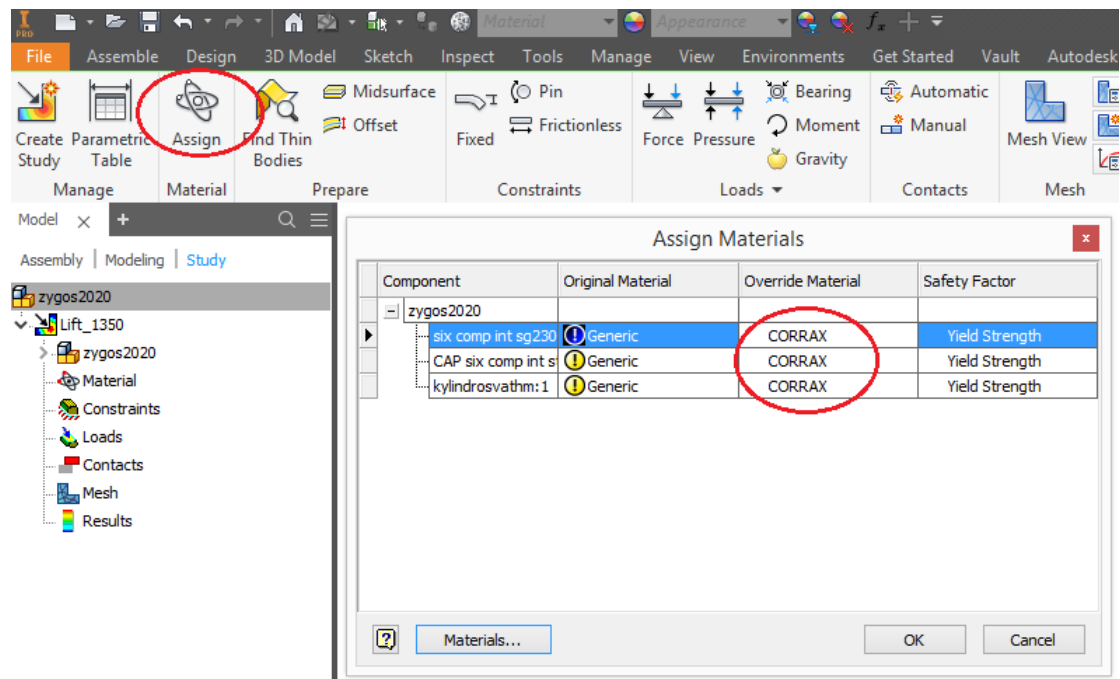 PRO
Material
Appearance
File Assemble Design 3D Model Sketch Inspect Tools Manage View Environments Get Started Vault Autodesk
Create Study
Parametric Table
Assign
Find Thin Bodies
Midsurface
Offset
Fixed
Pin
Frictionless
Force
Pressure
Bearing
Moment
Gravity
Automatic
Manual
Mesh View
Manage Material Prepare Constraints Loads Contacts Mesh
Model
Assembly | Modeling | Study
zygos2020
Lift_1350
zygos2020
Material
Constraints
Loads
Contacts
Mesh
Results
Assign Materials
Component Original Material Override Material Safety Factor
zygos2020
six comp int sg230 Generic CORRAX Yield Strength
CAP six comp int s Generic CORRAX Yield Strength
kylindrosvathm:1 Generic CORRAX Yield Strength
Materials...
OK
Cancel